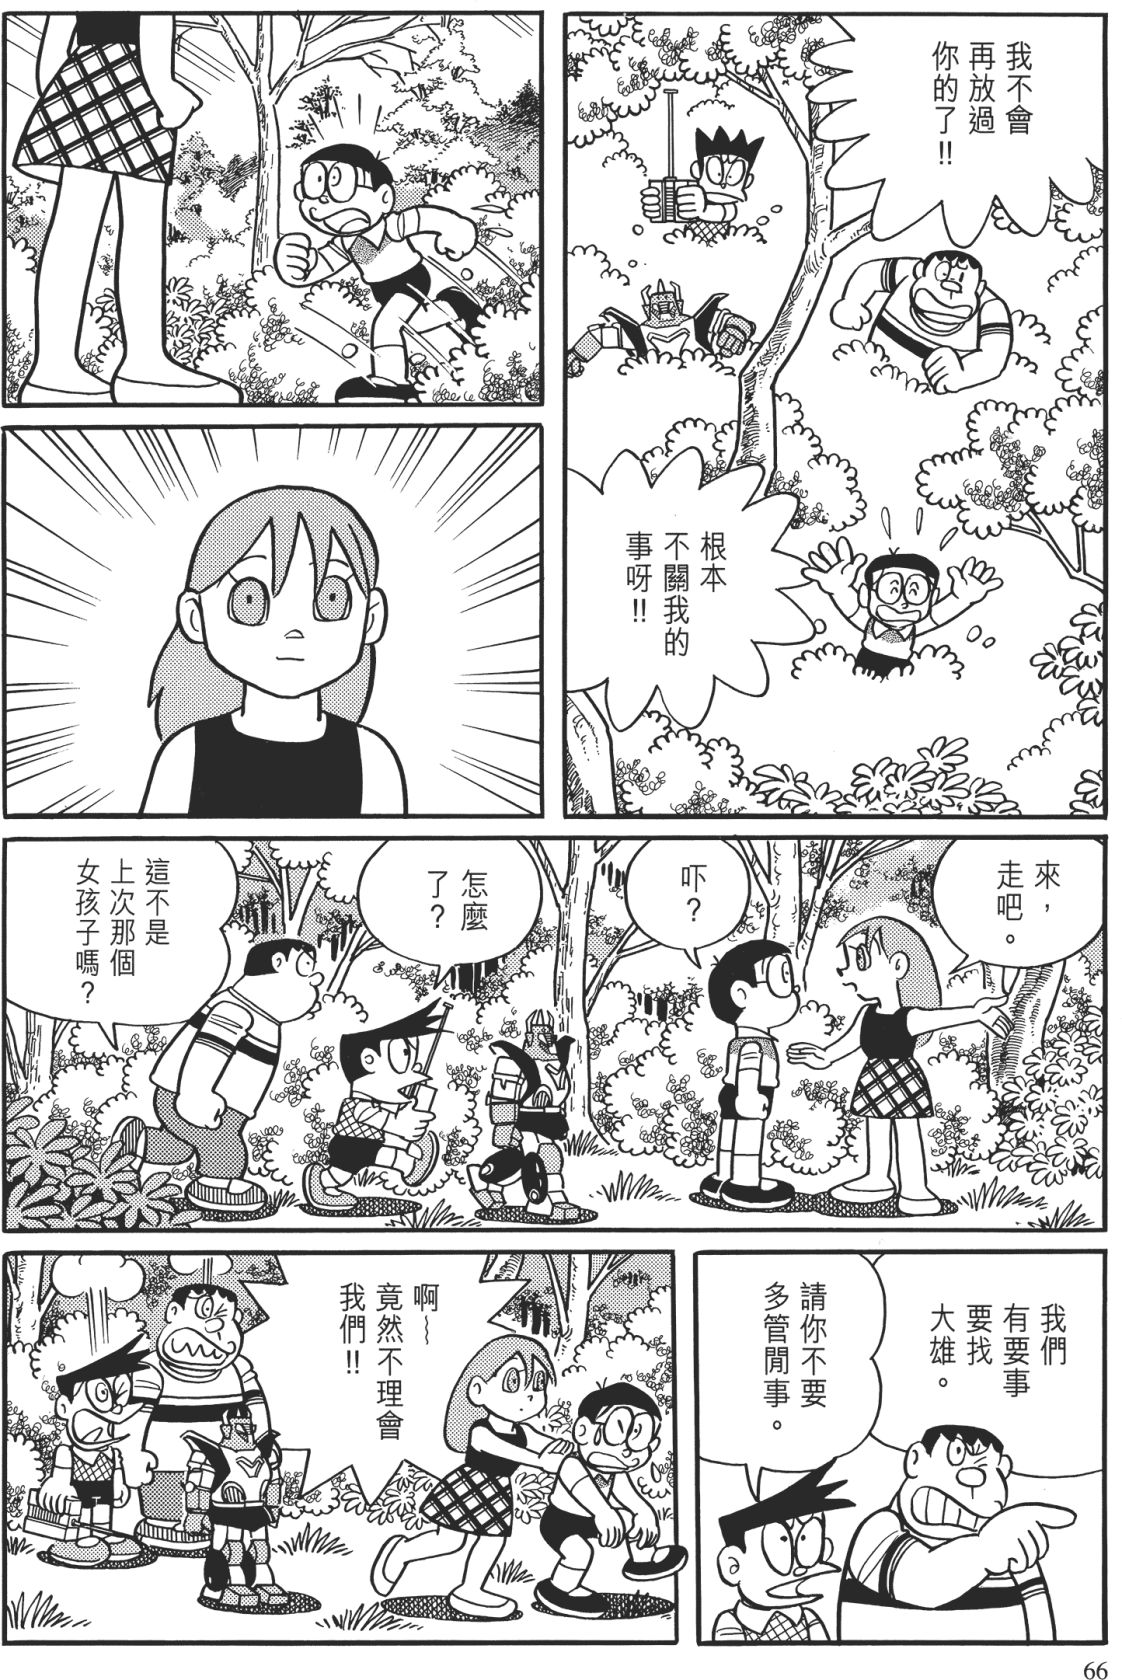 我不會
再放過
你的了!!
根本
不關我的
事呀!!
來，
走吧。
吓？
怎麼
了？
這不是
上次那個
女孩子嗎？
我們
有要事
要找
大雄。
請你不要
多管閒事。
啊～
竟然不理會
我們!!
66